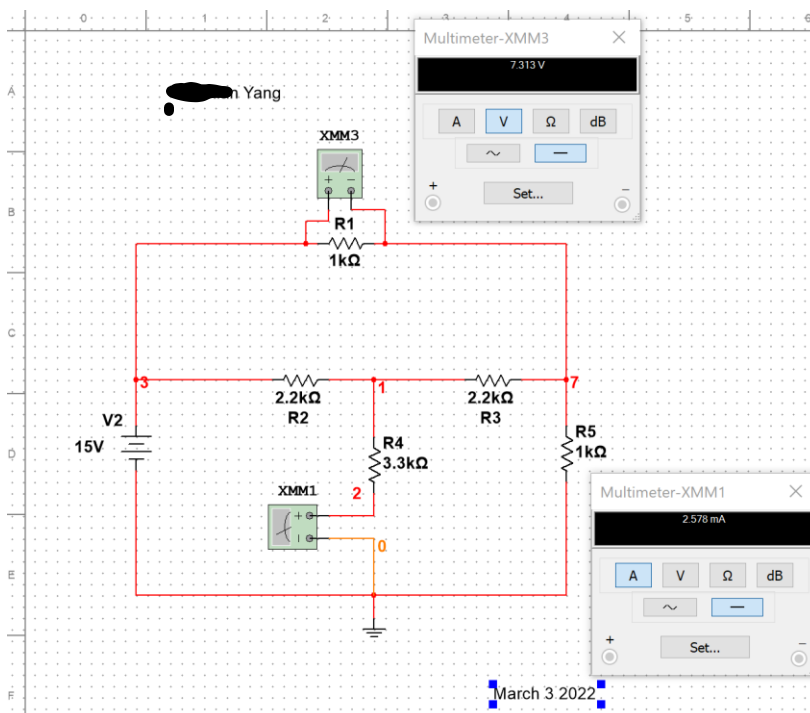 0 1 2 3 4 5 6
Multimeter-XMM3
7.313 V
A V Ω dB
~ —
+ Set... –
A
Yang
XMM3
+ –
B
R1
1kΩ
C
3
1
7
2.2kΩ
R2
2.2kΩ
R3
V2
15V
D
R4
3.3kΩ
R5
1kΩ
XMM1
2
+
–
0
Multimeter-XMM1
2.578 mA
A V Ω dB
~ —
+ Set... –
E
F
March 3 2022